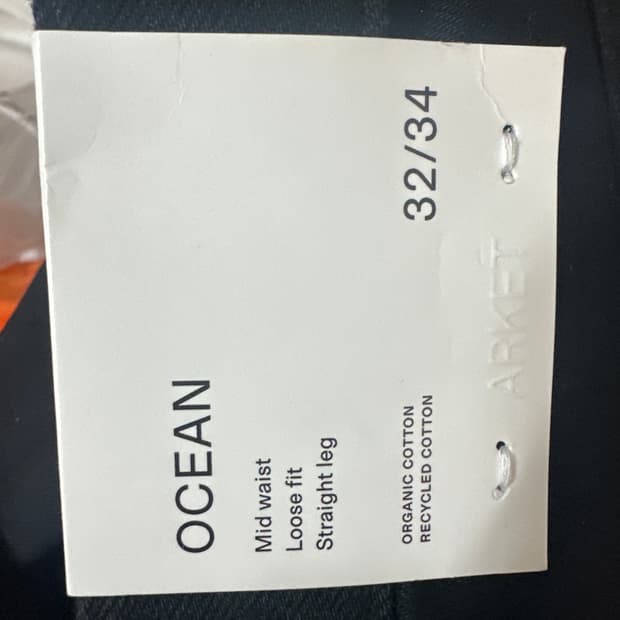 OCEAN
Mid waist
Loose fit
Straight leg
ORGANIC COTTON
RECYCLED COTTON
32/34
ARKET